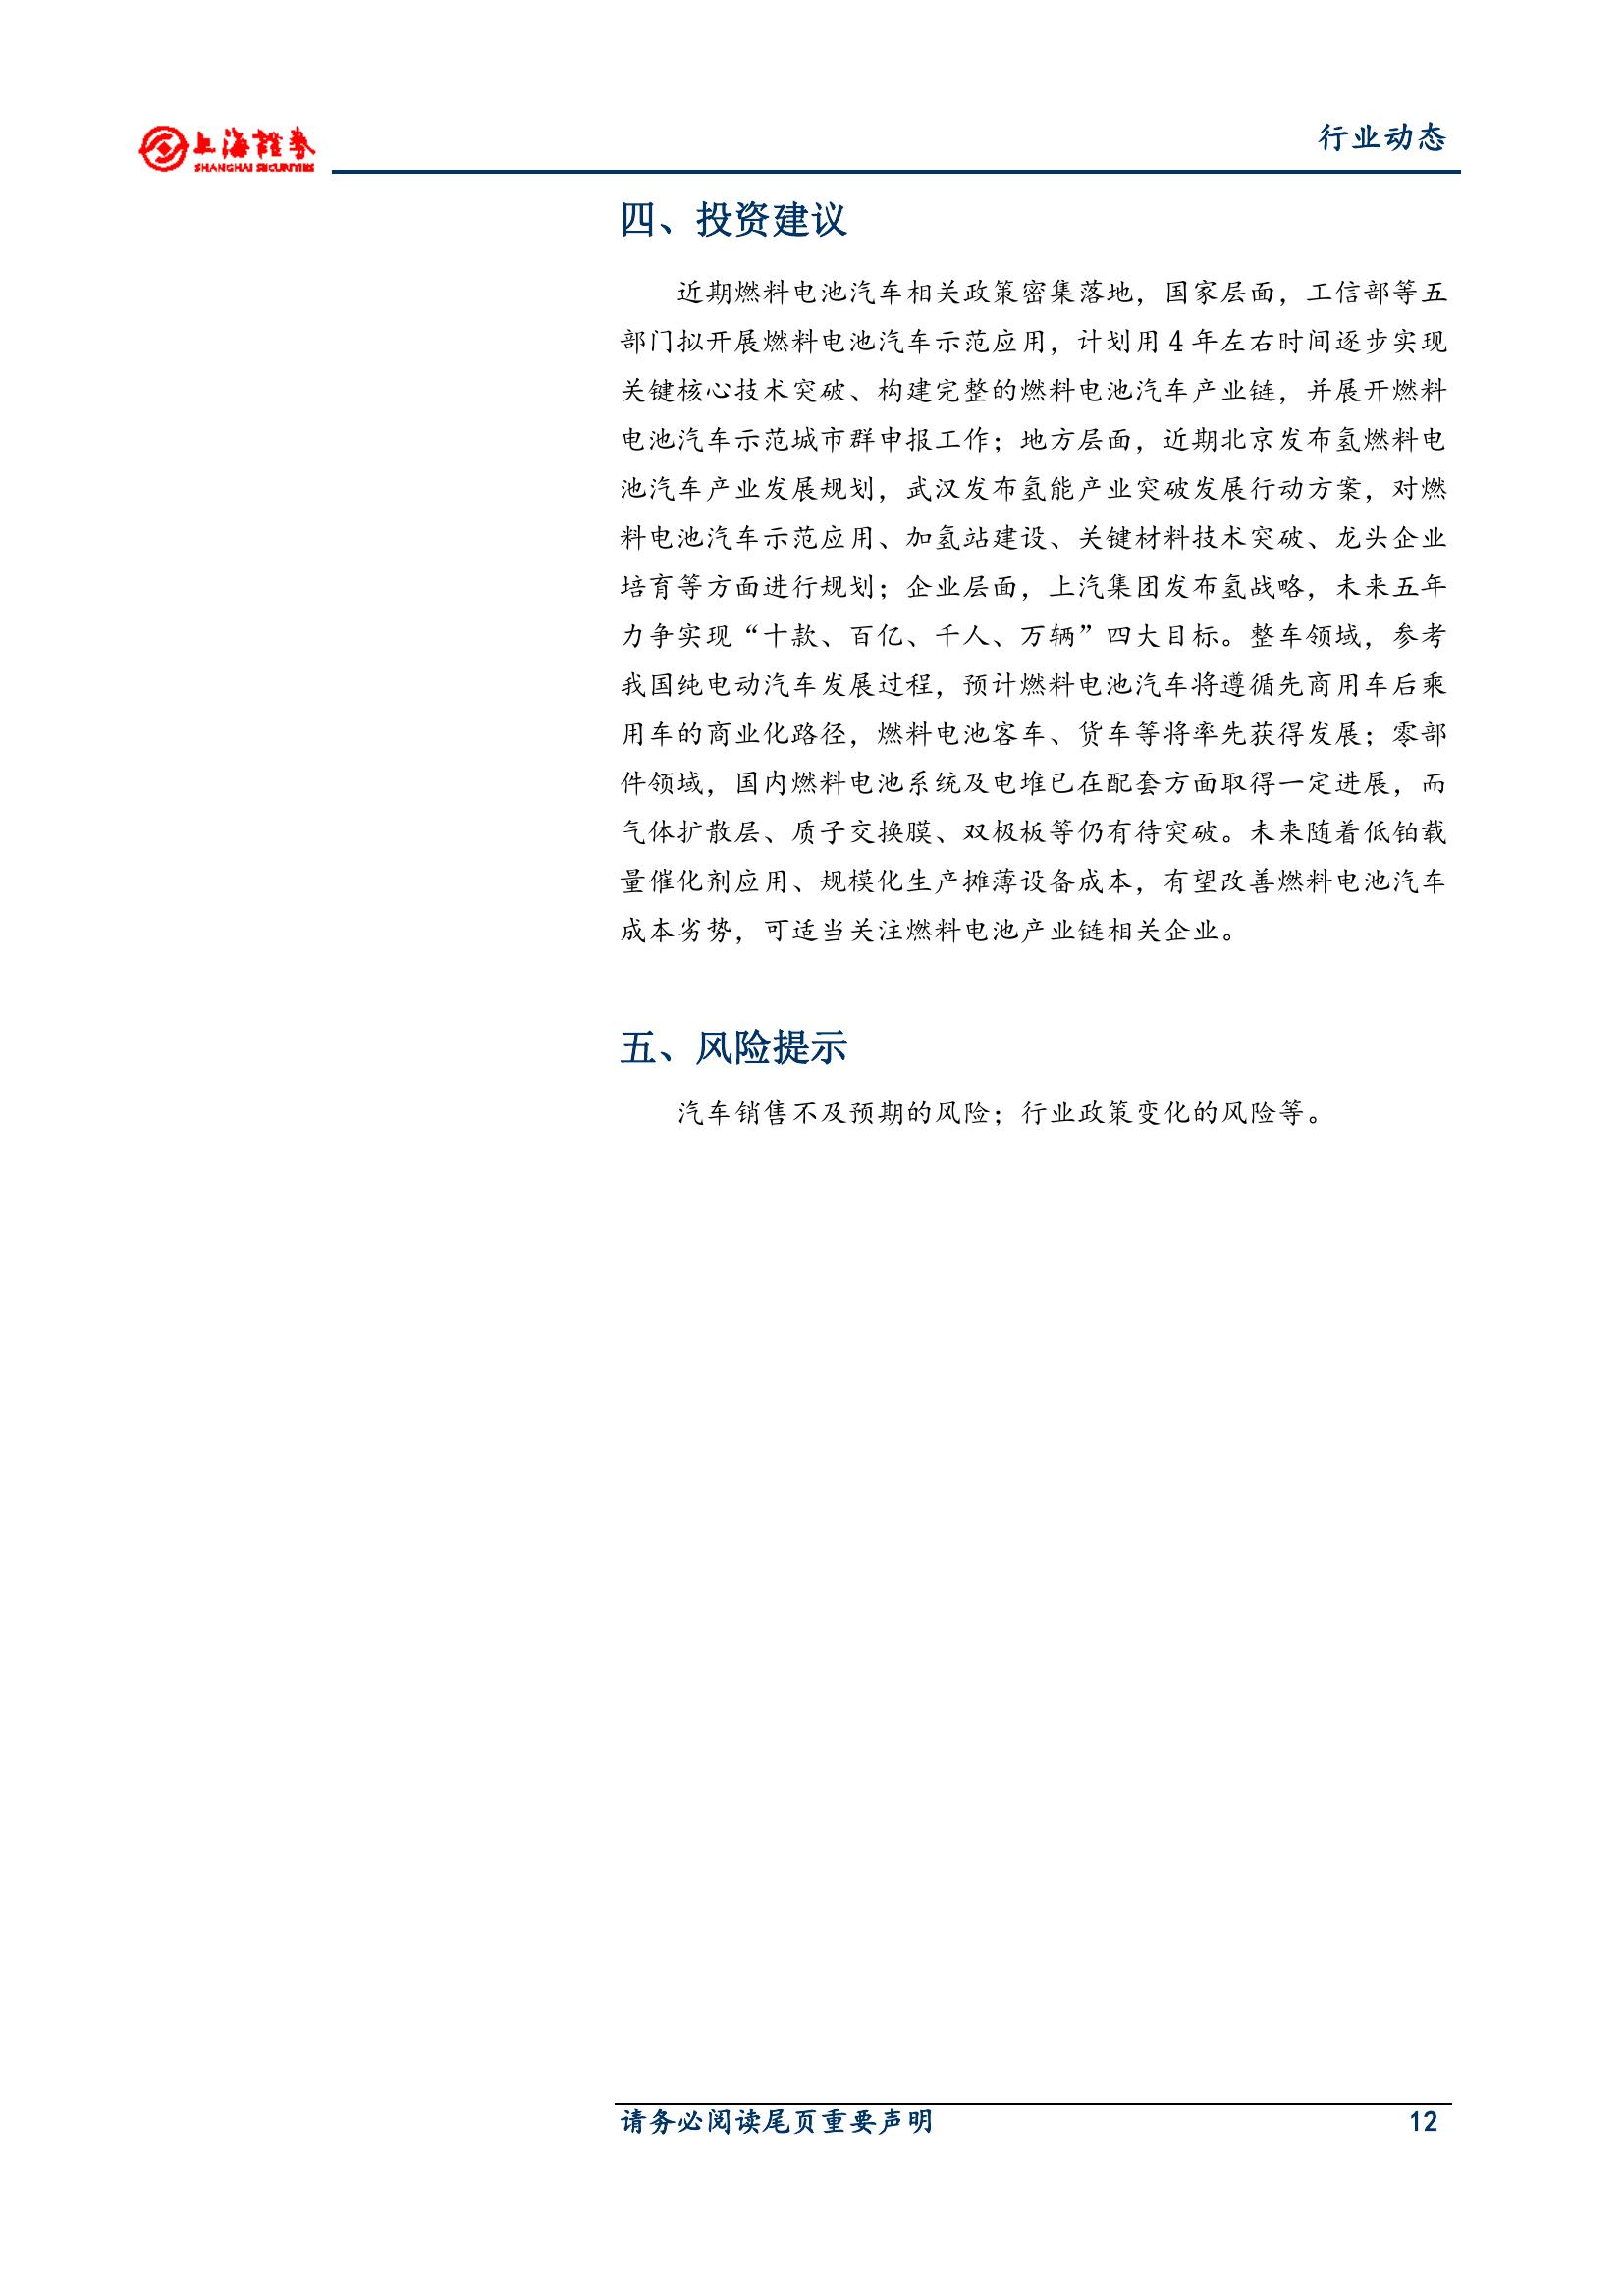 上海證券
SHANGHAI SECURITIES
行业动态
四、投资建议
近期燃料电池汽车相关政策密集落地，国家层面，工信部等五
部门拟开展燃料电池汽车示范应用，计划用 4 年左右时间逐步实现
关键核心技术突破、构建完整的燃料电池汽车产业链，并展开燃料
电池汽车示范城市群申报工作；地方层面，近期北京发布氢燃料电
池汽车产业发展规划，武汉发布氢能产业突破发展行动方案，对燃
料电池汽车示范应用、加氢站建设、关键材料技术突破、龙头企业
培育等方面进行规划；企业层面，上汽集团发布氢战略，未来五年
力争实现“十款、百亿、千人、万辆”四大目标。整车领域，参考
我国纯电动汽车发展过程，预计燃料电池汽车将遵循先商用车后乘
用车的商业化路径，燃料电池客车、货车等将率先获得发展；零部
件领域，国内燃料电池系统及电堆已在配套方面取得一定进展，而
气体扩散层、质子交换膜、双极板等仍有待突破。未来随着低铂载
量催化剂应用、规模化生产摊薄设备成本，有望改善燃料电池汽车
成本劣势，可适当关注燃料电池产业链相关企业。
五、风险提示
汽车销售不及预期的风险；行业政策变化的风险等。
请务必阅读尾页重要声明 12